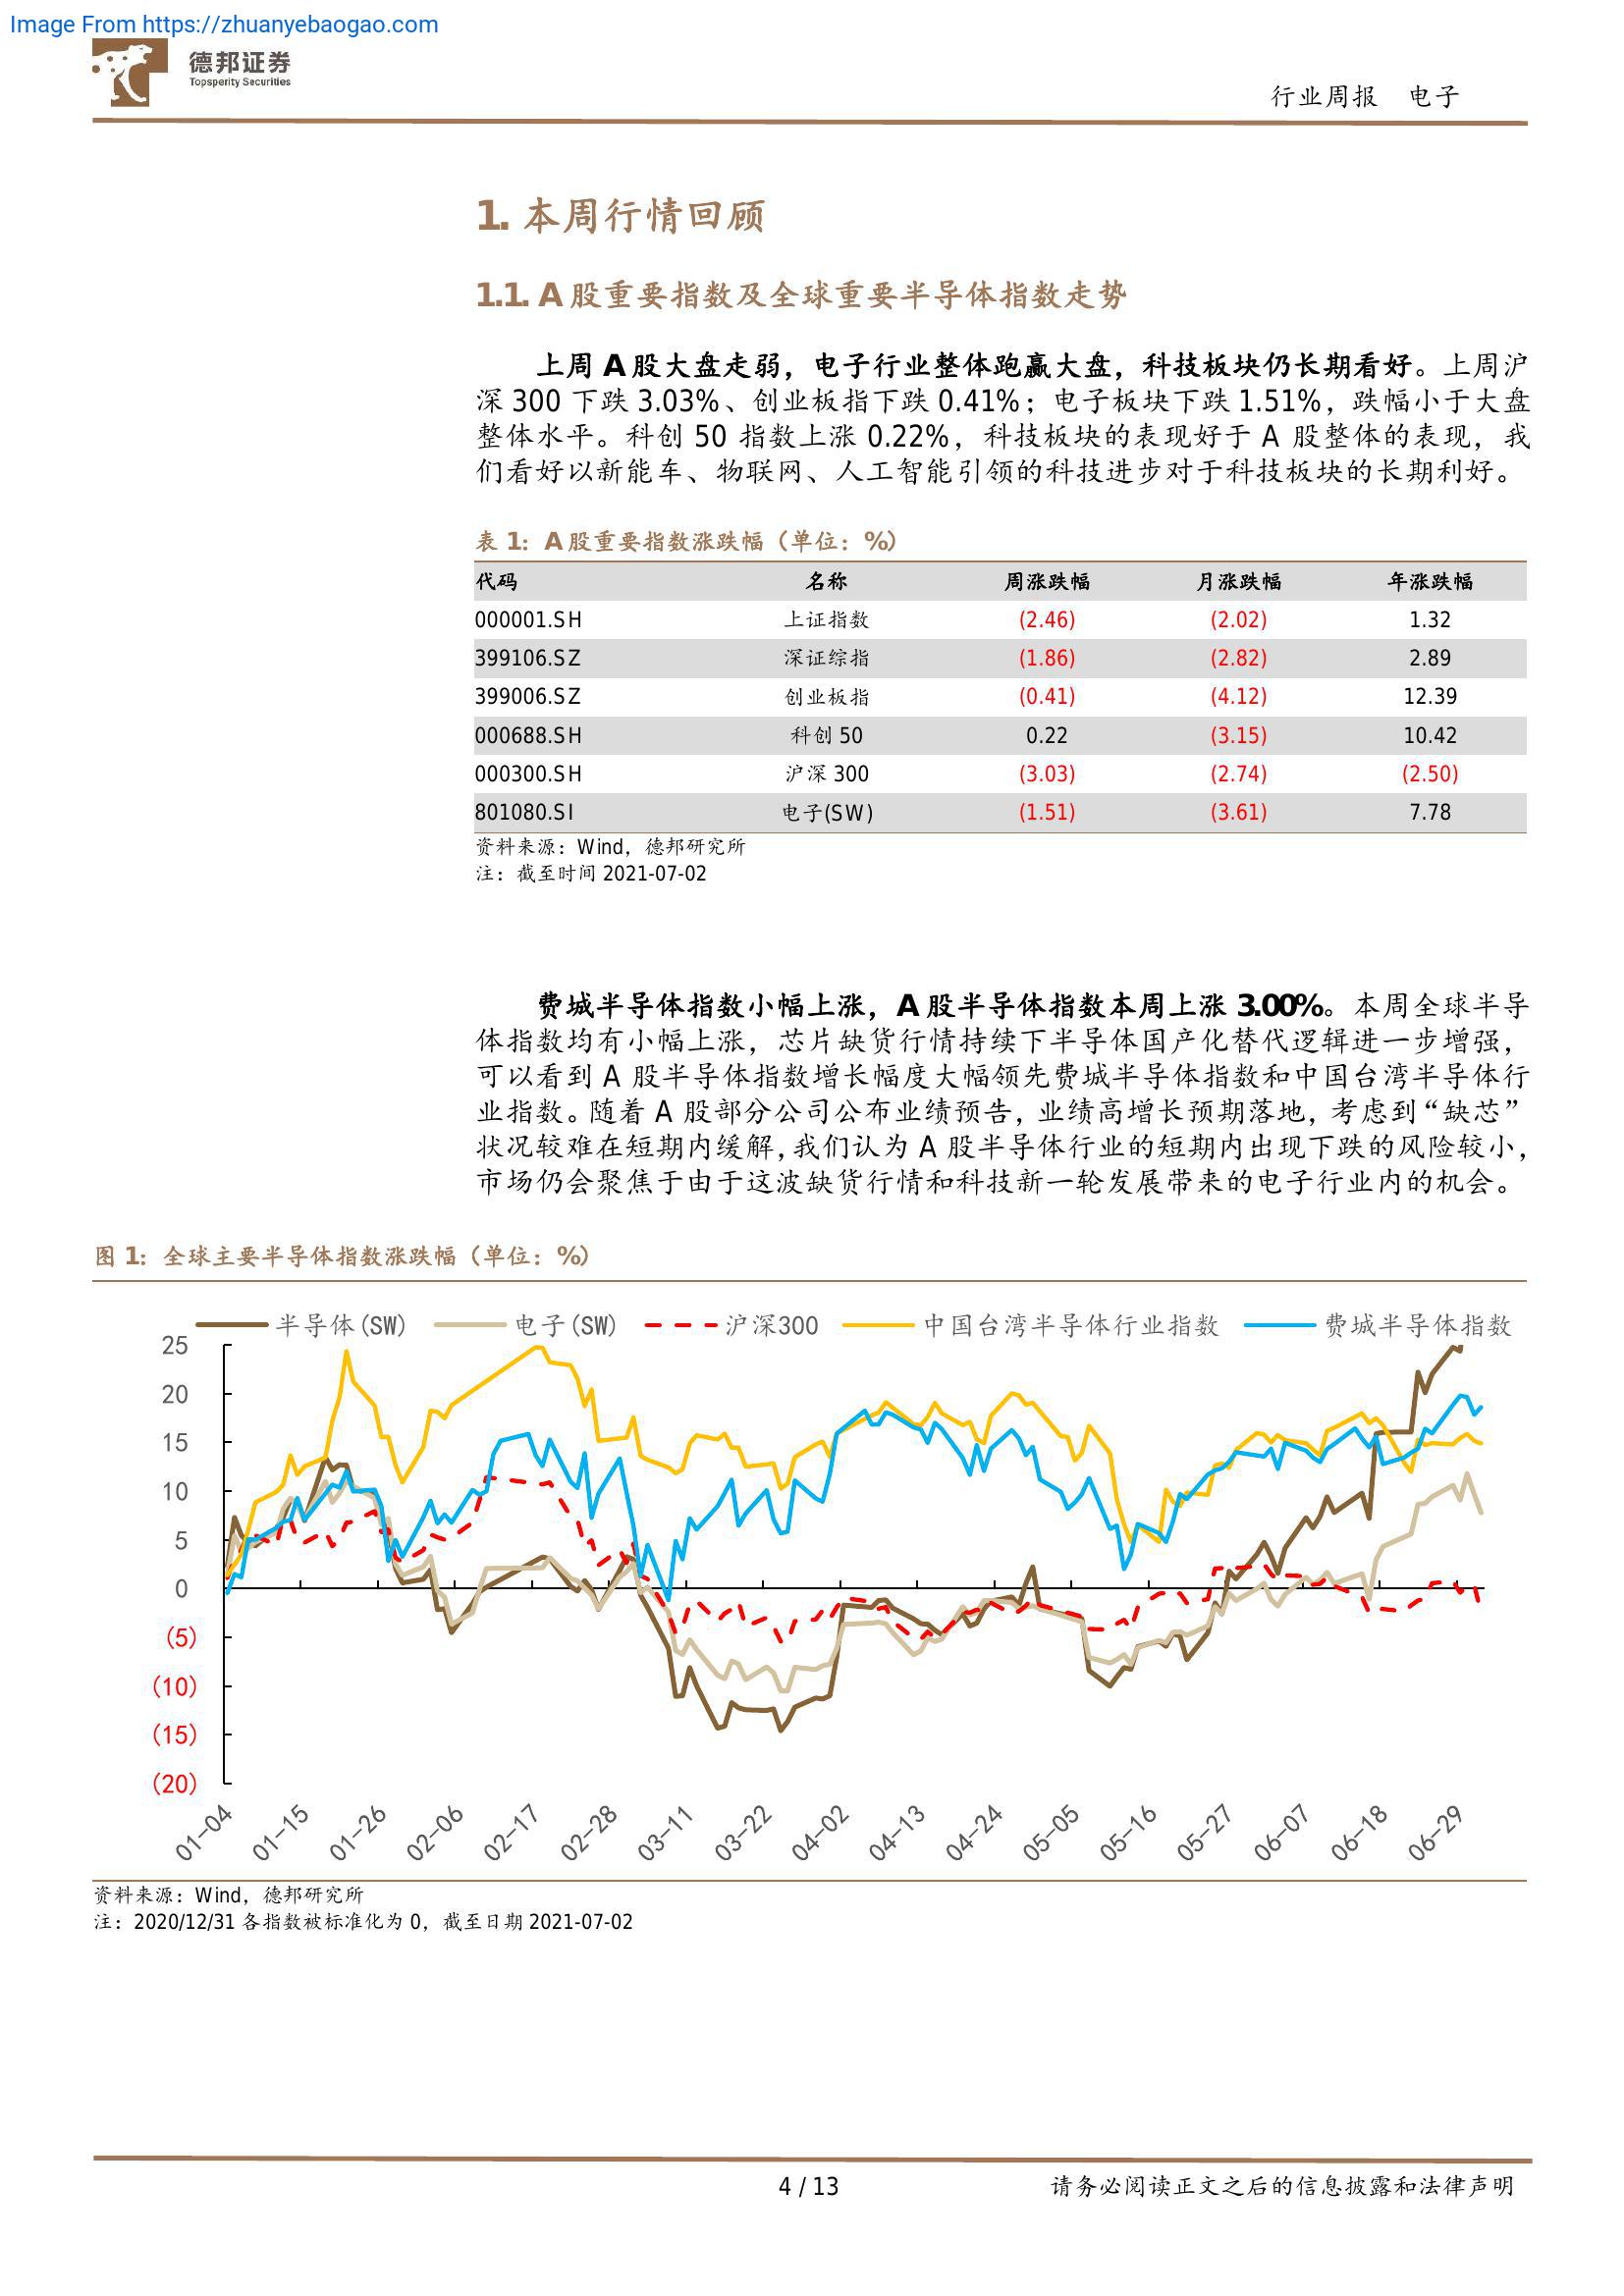 Image From https://zhuanyebaogao.com
德邦证券
Topsperity Securities
行业周报 电子
1. 本周行情回顾
1.1. A 股重要指数及全球重要半导体指数走势
上周 A 股大盘走弱，电子行业整体跑赢大盘，科技板块仍长期看好。上周沪
深 300 下跌 3.03%、创业板指下跌 0.41%；电子板块下跌 1.51%，跌幅小于大盘
整体水平。科创 50 指数上涨 0.22%，科技板块的表现好于 A 股整体的表现，我
们看好以新能车、物联网、人工智能引领的科技进步对于科技板块的长期利好。
表 1: A 股重要指数涨跌幅（单位：%）
代码 名称 周涨跌幅 月涨跌幅 年涨跌幅
000001.SH 上证指数 (2.46) (2.02) 1.32
399106.SZ 深证综指 (1.86) (2.82) 2.89
399006.SZ 创业板指 (0.41) (4.12) 12.39
000688.SH 科创 50 0.22 (3.15) 10.42
000300.SH 沪深 300 (3.03) (2.74) (2.50)
801080.SI 电子(SW) (1.51) (3.61) 7.78
资料来源：Wind，德邦研究所
注：截至时间 2021-07-02
费城半导体指数小幅上涨，A 股半导体指数本周上涨 3.00%。本周全球半导
体指数均有小幅上涨，芯片缺货行情持续下半导体国产化替代逻辑进一步增强，
可以看到 A 股半导体指数增长幅度大幅领先费城半导体指数和中国台湾半导体行
业指数。随着 A 股部分公司公布业绩预告，业绩高增长预期落地，考虑到“缺芯”
状况较难在短期内缓解，我们认为 A 股半导体行业的短期内出现下跌的风险较小，
市场仍会聚焦于由于这波缺货行情和科技新一轮发展带来的电子行业内的机会。
图 1: 全球主要半导体指数涨跌幅（单位：%）
半导体(SW) 电子(SW) 沪深300 中国台湾半导体行业指数 费城半导体指数
25
20
15
10
5
0
(5)
(10)
(15)
(20)
01-04 01-15 01-26 02-06 02-17 02-28 03-11 03-22 04-02 04-13 04-24 05-05 05-16 05-27 06-07 06-18 06-29
资料来源：Wind，德邦研究所
注：2020/12/31 各指数被标准化为 0，截至日期 2021-07-02
4 / 13
请务必阅读正文之后的信息披露和法律声明